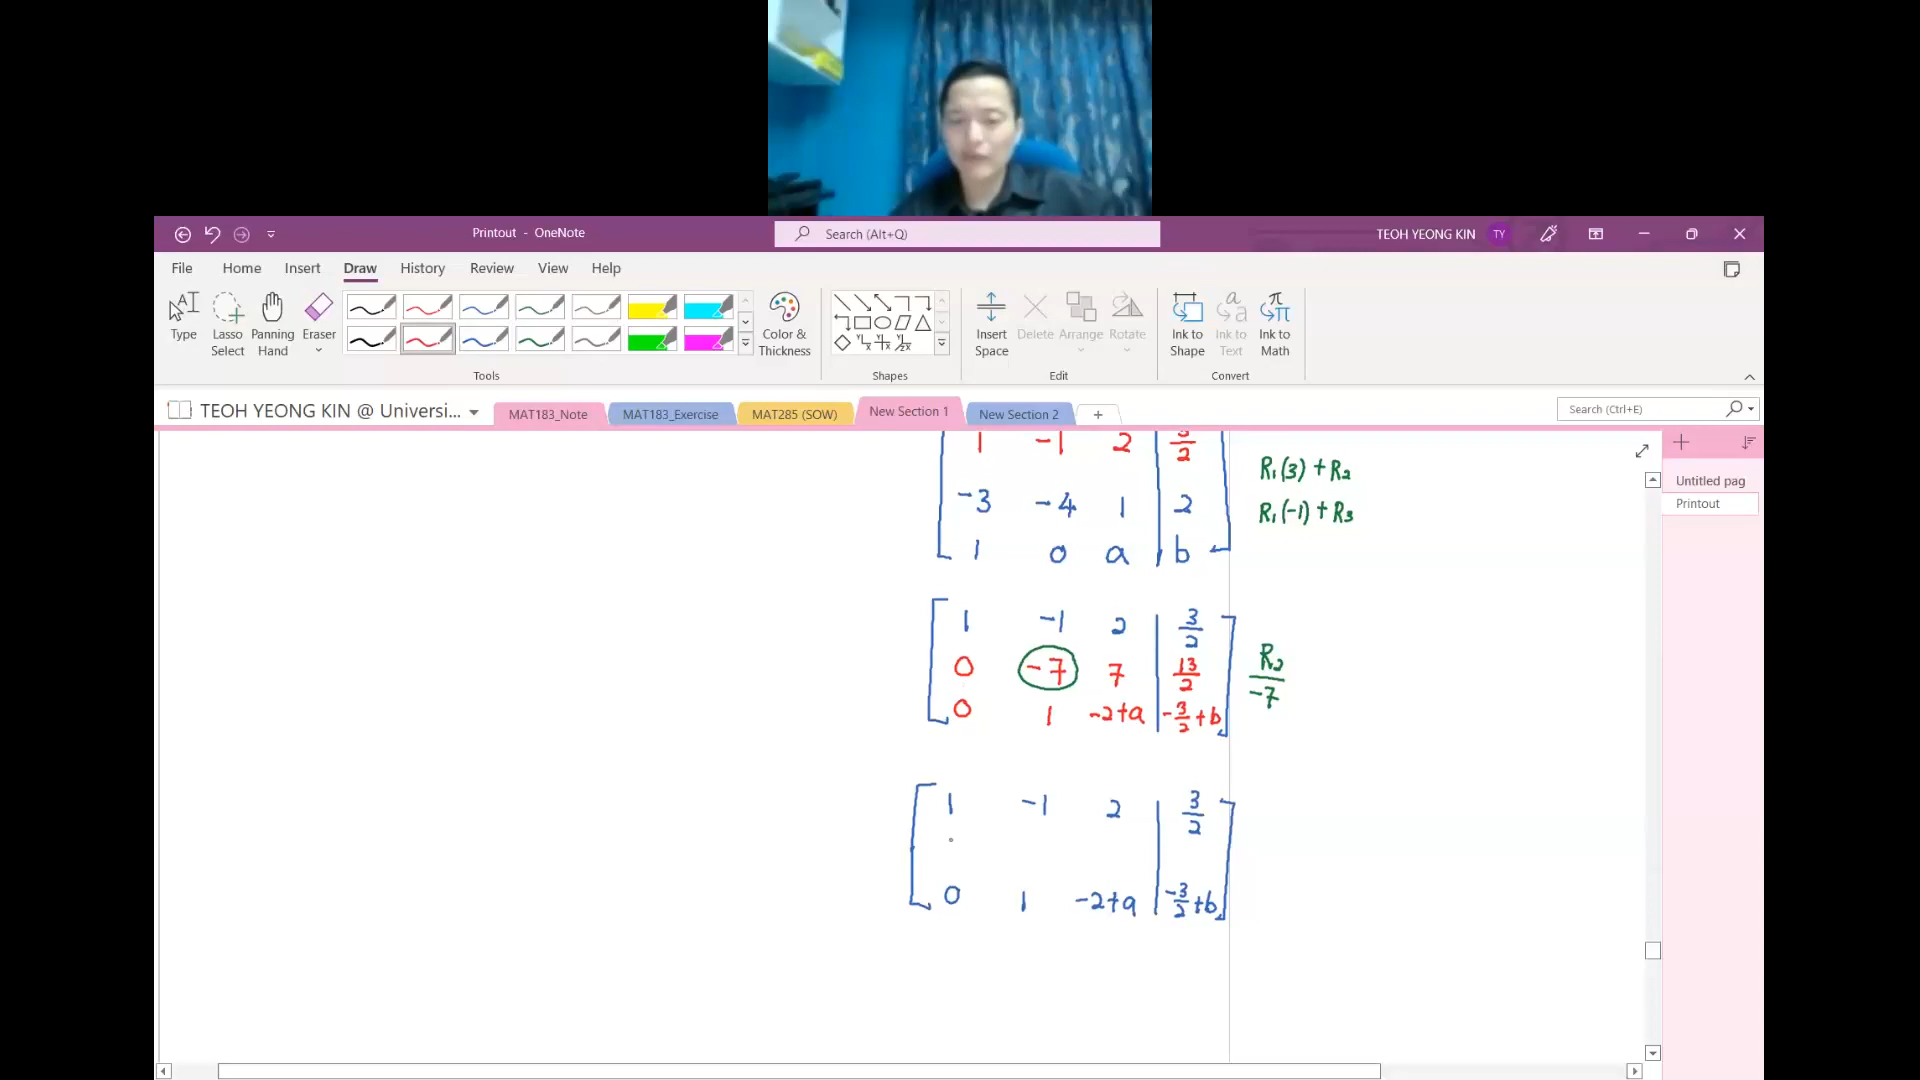 Printout - OneNote
Search (Alt+Q)
TEOH YEONG KIN TY
File Home Insert Draw History Review View Help
Type Lasso Select Panning Hand Eraser Color & Thickness Insert Space Delete Arrange Rotate Ink to Shape Ink to Text Ink to Math
Tools Shapes Edit Convert
TEOH YEONG KIN @ Universi... MAT183_Note MAT183_Exercise MAT285 (SOW) New Section 1 New Section 2 + Search (Ctrl+E)
Untitled pag
Printout
1 -1 2 | 3/2
R₁(3) + R₂
-3 -4 1 | 2
R₁(-1) + R₃
1 0 a | b
1 -1 2 | 3/2
0 -7 7 | 13/2 R₂/-7
0 1 -2+a | -3/2+b
1 -1 2 | 3/2
0 1 -2+a | -3/2+b